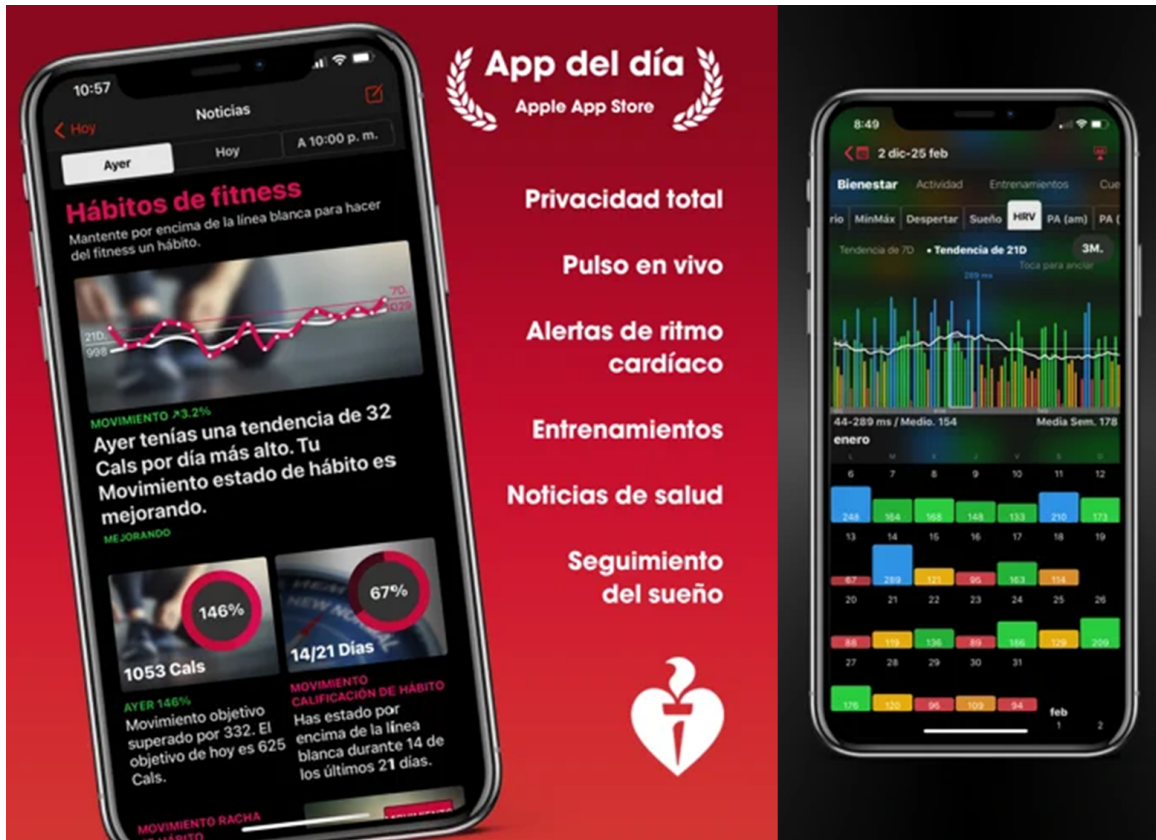 10:57
Hoy
Noticias
Ayer
Hoy
A 10:00 p. m.
Hábitos de fitness
Mantente por encima de la línea blanca para hacer
del fitness un hábito.
7D.
1029
21D.
998
MOVIMIENTO ↗3.2%
Ayer tenías una tendencia de 32
Cals por día más alto. Tu
Movimiento estado de hábito es
mejorando.
MEJORANDO
146%
1053 Cals
AYER 146%
Movimiento objetivo
superado por 332. El
objetivo de hoy es 625
Cals.
NEW NORMAL
67%
14/21 Días
MOVIMIENTO
CALIFICACIÓN DE HÁBITO
Has estado por
encima de la línea
blanca durante 14 de
los últimos 21 días.
MOVIMIENTO RACHA
App del día
Apple App Store
Privacidad total
Pulso en vivo
Alertas de ritmo
cardíaco
Entrenamientos
Noticias de salud
Seguimiento
del sueño
8:49
2 dic-25 feb
Bienestar Actividad Entrenamientos Cue
rio MínMáx Despertar Sueño HRV PA (am) PA (
Tendencia de 7D • Tendencia de 21D 3M.
Toca para anclar
289 ms
44-289 ms / Medio. 154 Media Sem. 178
enero
L M X J V S D
6 7 8 9 10 11 12
248 164 168 148 133 210 173
13 14 15 16 17 18 19
67 289 121 95 163 114
20 21 22 23 24 25 26
88 119 136 89 186 129 209
27 28 29 30 31
176 120 96 109 94
feb
1 2